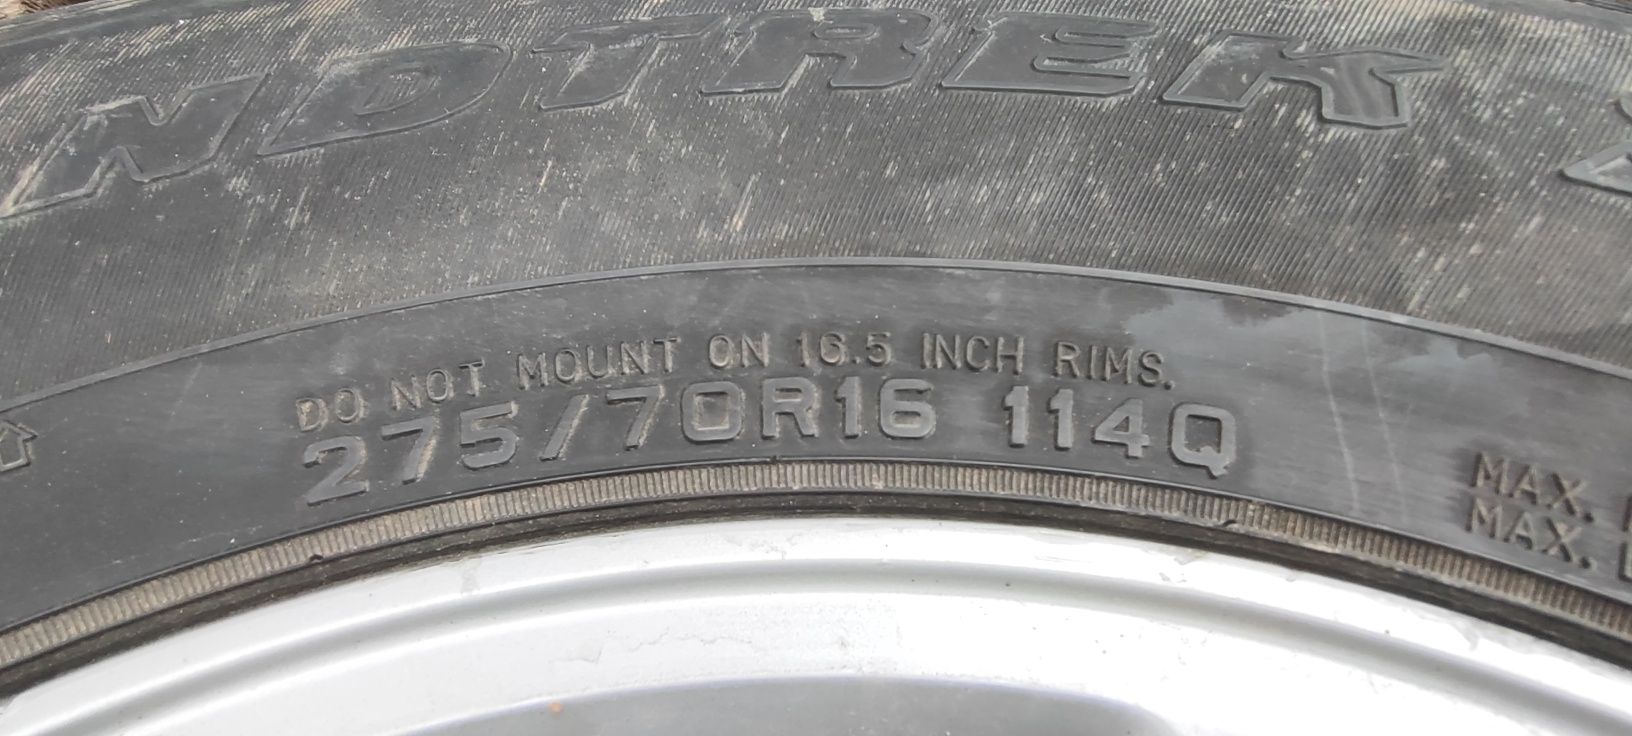 NDTREK
DO NOT MOUNT ON 16.5 INCH RIMS.
275/70R16 114Q
MAX.
MAX.